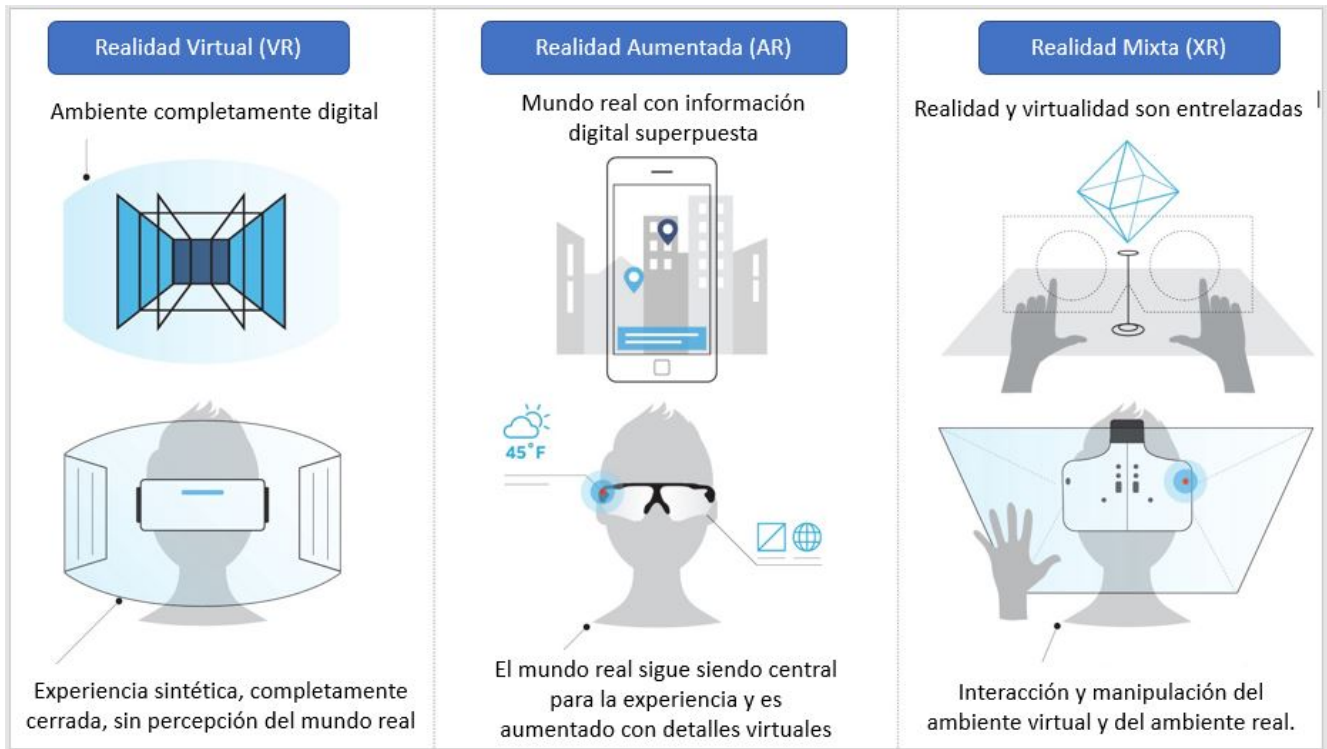 Realidad Virtual (VR)
Ambiente completamente digital
Experiencia sintética, completamente
cerrada, sin percepción del mundo real
Realidad Aumentada (AR)
Mundo real con información
digital superpuesta
45°F
El mundo real sigue siendo central
para la experiencia y es
aumentado con detalles virtuales
Realidad Mixta (XR)
Realidad y virtualidad son entrelazadas
Interacción y manipulación del
ambiente virtual y del ambiente real.